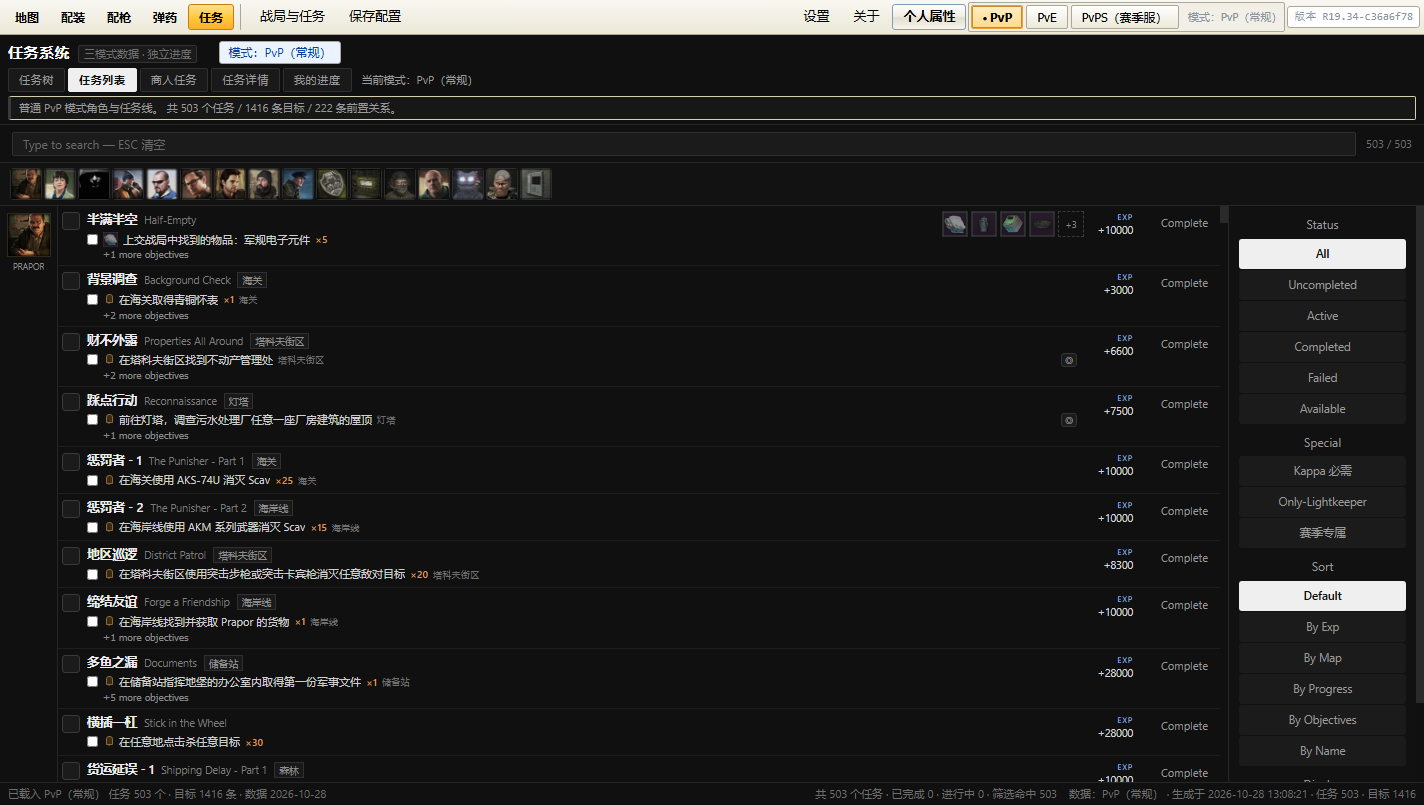 地图 配装 配枪 弹药 任务 战局与任务 保存配置 设置 关于 个人属性 • PvP PvE PvPS（赛季服） 模式: PvP（常规） 版本 R19.34-c36a6f78
任务系统 三模式数据 · 独立进度 模式: PvP（常规）
任务树 任务列表 商人任务 任务详情 我的进度 当前模式: PvP（常规）
普通 PvP 模式角色与任务线。 共 503 个任务 / 1416 条目标 / 222 条前置关系。
Type to search — ESC 清空 503 / 503
PRAPOR
半满半空 Half-Empty +3 EXP +10000 Complete
上交战局中找到的物品: 军规电子元件 ×5
+1 more objectives
背景调查 Background Check 海关 EXP +3000 Complete
在海关取得青铜怀表 ×1 海关
+2 more objectives
财不外露 Properties All Around 塔科夫街区 EXP +6600 Complete
在塔科夫街区找到不动产管理处 塔科夫街区
+2 more objectives
踩点行动 Reconnaissance 灯塔 EXP +7500 Complete
前往灯塔，调查污水处理厂任意一座厂房建筑的屋顶 灯塔
+1 more objectives
惩罚者 - 1 The Punisher - Part 1 海关 EXP +10000 Complete
在海关使用 AKS-74U 消灭 Scav ×25 海关
惩罚者 - 2 The Punisher - Part 2 海岸线 EXP +10000 Complete
在海岸线使用 AKM 系列武器消灭 Scav ×15 海岸线
地区巡逻 District Patrol 塔科夫街区 EXP +8300 Complete
在塔科夫街区使用突击步枪或突击卡宾枪消灭任意敌对目标 ×20 塔科夫街区
缔结友谊 Forge a Friendship 海岸线 EXP +10000 Complete
在海岸线找到并获取 Prapor 的货物 ×1 海岸线
+1 more objectives
多鱼之漏 Documents 储备站 EXP +28000 Complete
在储备站指挥地堡的办公室内取得第一份军事文件 ×1 储备站
+5 more objectives
横插一杠 Stick in the Wheel EXP +28000 Complete
在任意地点击杀任意目标 ×30
货运延误 - 1 Shipping Delay - Part 1 森林 EXP +10000 Complete
Status
All
Uncompleted
Active
Completed
Failed
Available
Special
Kappa 必需
Only-Lightkeeper
赛季专属
Sort
Default
By Exp
By Map
By Progress
By Objectives
By Name
已载入 PvP（常规） 任务 503 个 · 目标 1416 条 · 数据 2026-10-28 共 503 个任务 · 已完成 0 · 进行中 0 · 筛选命中 503 数据: PvP（常规） · 生成于 2026-10-28 13:08:21 · 任务 503 · 目标 1416